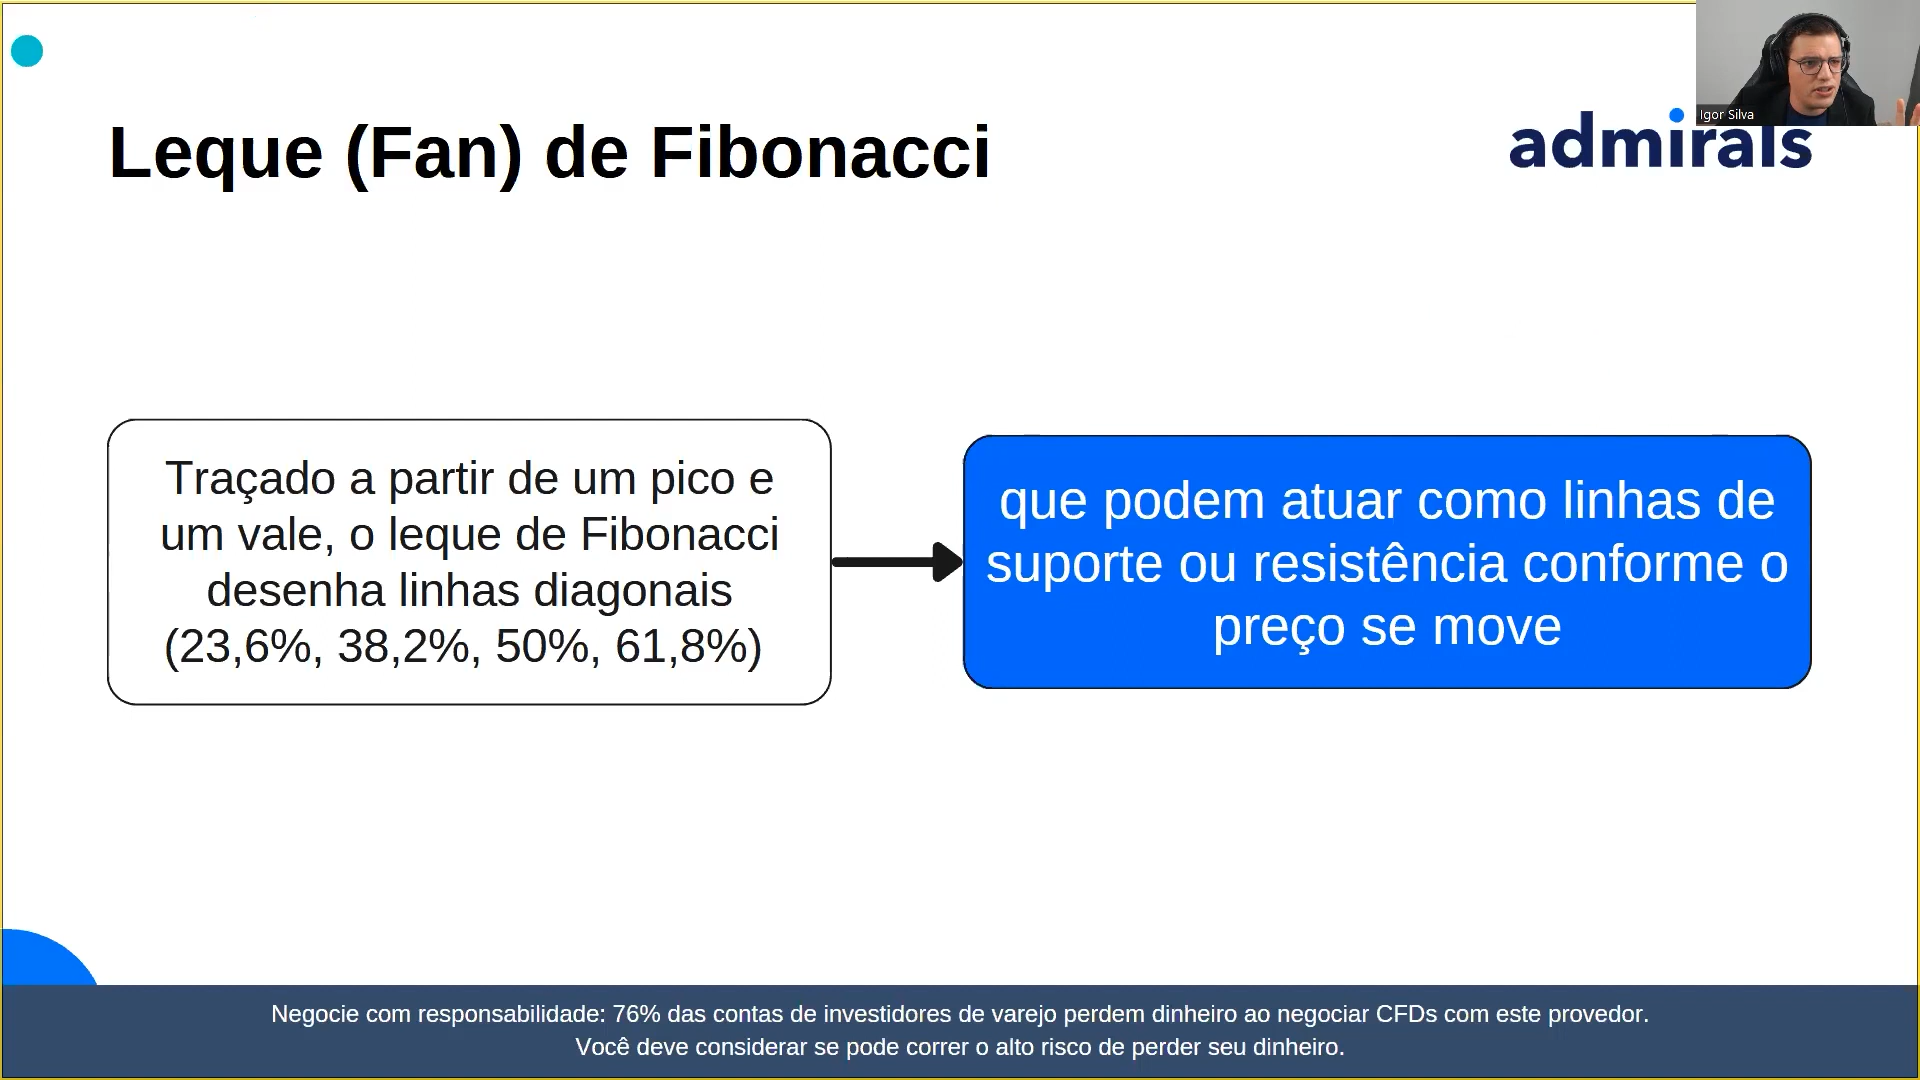 Igor Silva
admirals
Leque (Fan) de Fibonacci
Traçado a partir de um pico e
um vale, o leque de Fibonacci
desenha linhas diagonais
(23,6%, 38,2%, 50%, 61,8%)
que podem atuar como linhas de
suporte ou resistência conforme o
preço se move
Negocie com responsabilidade: 76% das contas de investidores de varejo perdem dinheiro ao negociar CFDs com este provedor.
Você deve considerar se pode correr o alto risco de perder seu dinheiro.